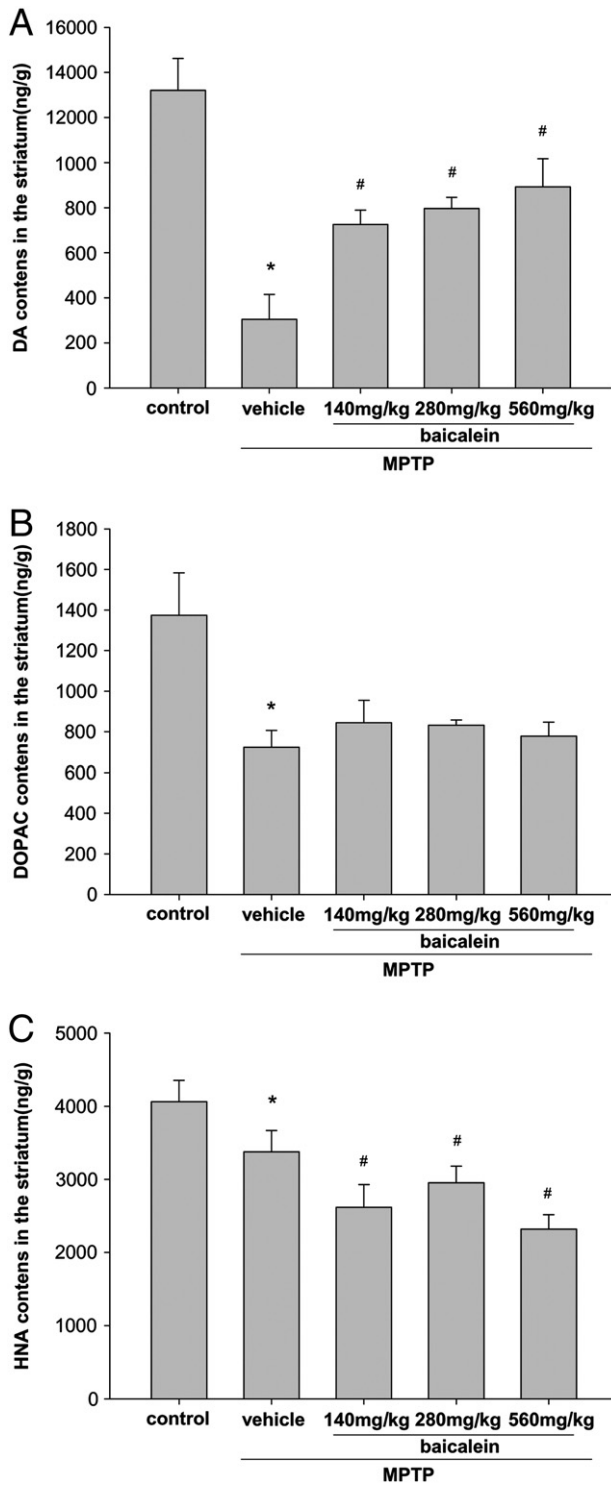 A
DA contens in the striatum(ng/g)
16000
14000
12000
1000
800
600
400
200
0
*
#
#
#
control vehicle 140mg/kg 280mg/kg 560mg/kg
baicalein
MPTP
B
DOPAC contens in the striatum(ng/g)
1800
1600
1400
1200
1000
800
600
400
200
0
*
control vehicle 140mg/kg 280mg/kg 560mg/kg
baicalein
MPTP
C
HNA contens in the striatum(ng/g)
5000
4000
3000
2000
1000
0
*
#
#
#
control vehicle 140mg/kg 280mg/kg 560mg/kg
baicalein
MPTP